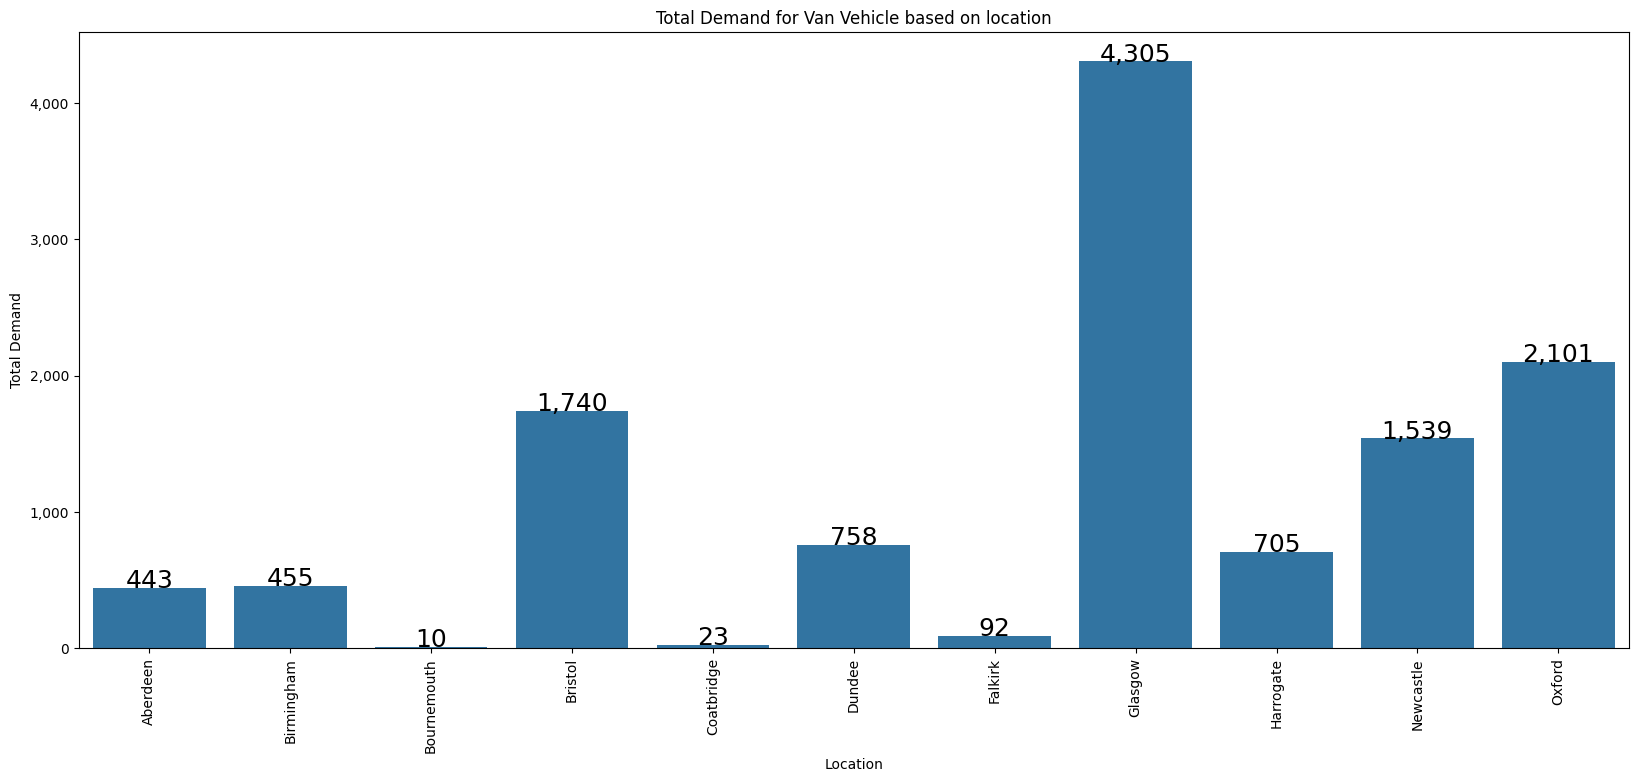 Total Demand for Van Vehicle based on location
Total Demand
4,000
3,000
2,000
1,000
0
443
455
10
1,740
23
758
92
4,305
705
1,539
2,101
Aberdeen
Birmingham
Bournemouth
Bristol
Coatbridge
Dundee
Falkirk
Glasgow
Harrogate
Newcastle
Oxford
Location